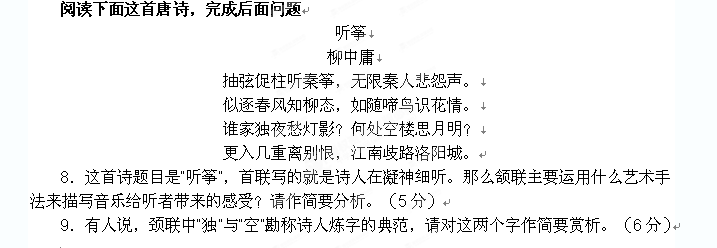 阅读下面这首唐诗，完成后面问题
听筝
柳中庸
抽弦促柱听秦筝，无限秦人悲怨声。
似逐春风知柳态，如随啼鸟识花情。
谁家独夜愁灯影？何处空楼思月明？
更入几重离别恨，江南歧路洛阳城。
8．这首诗题目是“听筝”，首联写的就是诗人在凝神细听。那么颔联主要运用什么艺术手
法来描写音乐给听者带来的感受？请作简要分析。（5分）
9．有人说，颈联中“独”与“空”勘称诗人炼字的典范，请对这两个字作简要赏析。（6分）